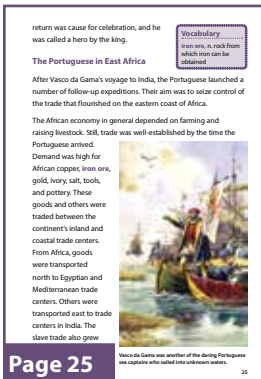 return was cause for celebration, and he
was called a hero by the king.
Vocabulary
iron ore, n. rock from
which iron can be
obtained
The Portuguese in East Africa
After Vasco da Gama's voyage to India, the Portuguese launched a
number of follow-up expeditions. Their aim was to seize control of
the trade that flourished on the eastern coast of Africa.
The African economy in general depended on farming and
raising livestock. Still, trade was well-established by the time the
Portuguese arrived.
Demand was high for
African copper, iron ore,
gold, ivory, salt, tools,
and pottery. These
goods and others were
traded between the
continent's inland and
coastal trade centers.
From Africa, goods
were transported
north to Egyptian and
Mediterranean trade
centers. Others were
transported east to trade
centers in India. The
slave trade also grew
Vasco da Gama was another of the daring Portuguese
sea captains who sailed into unknown waters.
25
Page 25